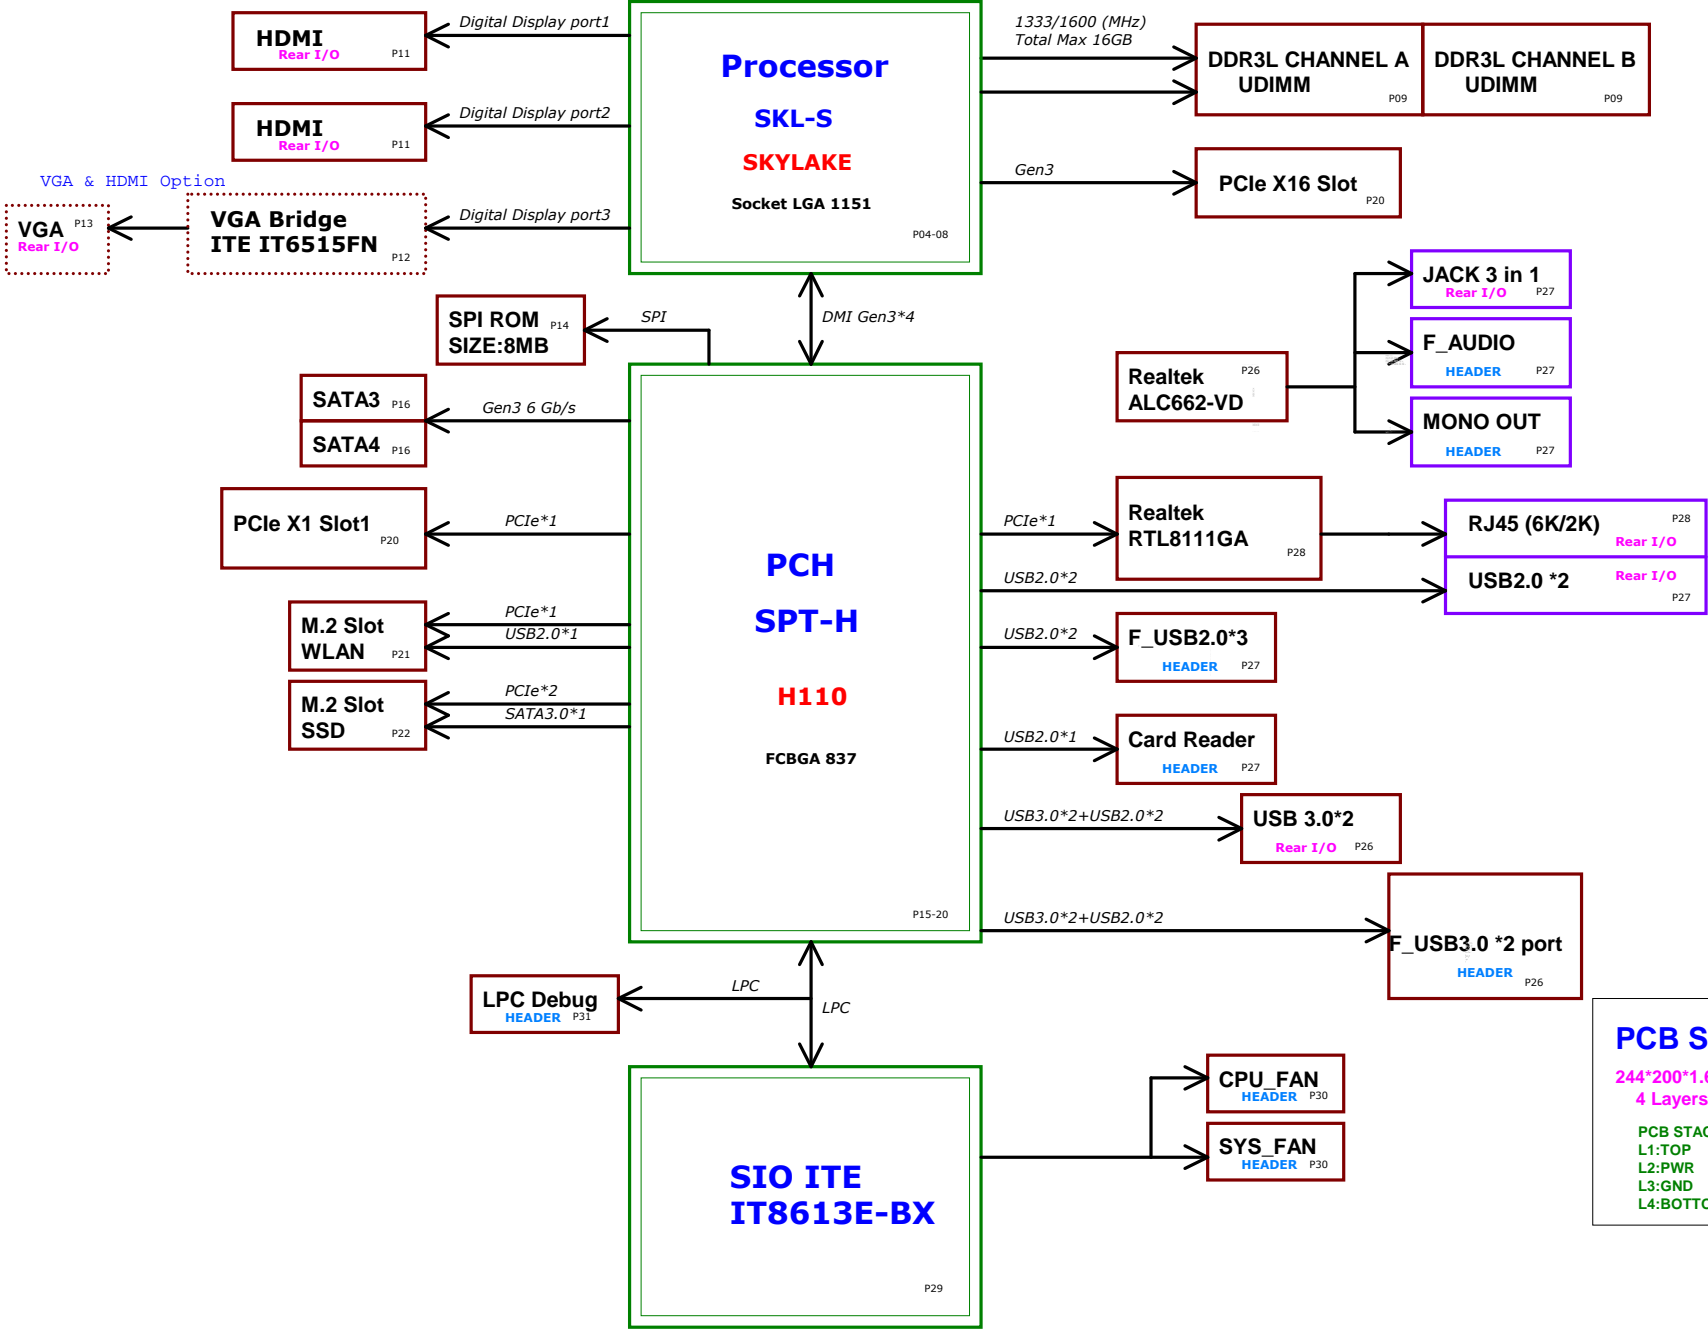 Digital Display port1
HDMI
Rear I/O
P11
Digital Display port2
HDMI
Rear I/O
P11
VGA & HDMI Option
VGA
P13
Rear I/O
VGA Bridge
ITE IT6515FN
P12
Digital Display port3
Processor
SKL-S
SKYLAKE
Socket LGA 1151
P04-08
1333/1600 (MHz)
Total Max 16GB
DDR3L CHANNEL A
UDIMM
P09
DDR3L CHANNEL B
UDIMM
P09
Gen3
PCIe X16 Slot
P20
SPI ROM
P14
SIZE:8MB
SPI
DMI Gen3*4
JACK 3 in 1
Rear I/O
P27
F_AUDIO
HEADER
P27
MONO OUT
HEADER
P27
Realtek
P26
ALC662-VD
SATA3
P16
SATA4
P16
Gen3 6 Gb/s
PCIe X1 Slot1
P20
PCIe*1
M.2 Slot
WLAN
P21
PCIe*1
USB2.0*1
M.2 Slot
SSD
P22
PCIe*2
SATA3.0*1
PCH
SPT-H
H110
FCBGA 837
P15-20
PCIe*1
Realtek
RTL8111GA
P28
RJ45 (6K/2K)
P28
Rear I/O
USB2.0*2
USB2.0 *2
Rear I/O
P27
USB2.0*2
F_USB2.0*3
HEADER
P27
USB2.0*1
Card Reader
HEADER
P27
USB3.0*2+USB2.0*2
USB 3.0*2
Rear I/O
P26
USB3.0*2+USB2.0*2
F_USB3.0 *2 port
HEADER
P26
LPC Debug
HEADER
P31
LPC
LPC
SIO ITE
IT8613E-BX
P29
CPU_FAN
HEADER
P30
SYS_FAN
HEADER
P30
PCB S
244*200*1.6
4 Layers
PCB STAC
L1:TOP
L2:PWR
L3:GND
L4:BOTTO